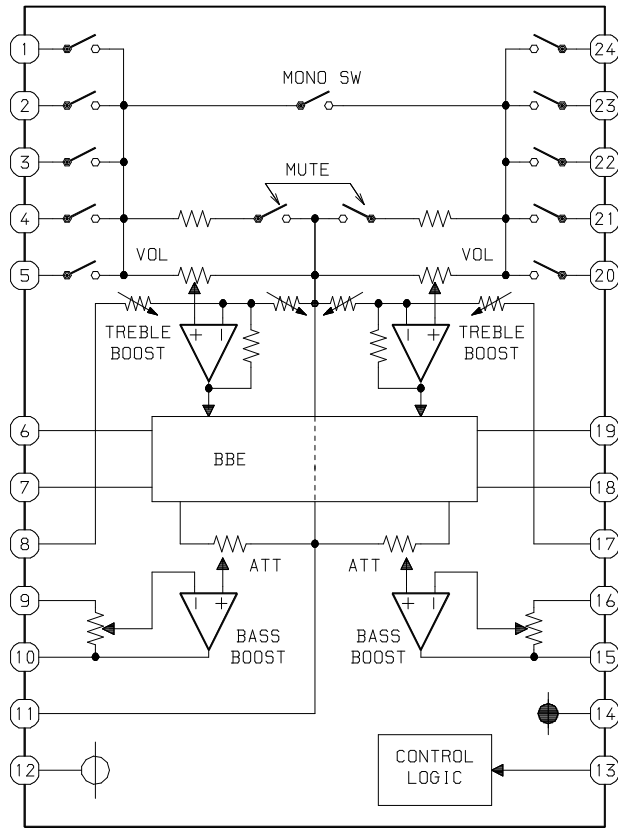 1
24
MONO SW
2
23
3
22
MUTE
4
21
VOL
VOL
5
20
TREBLE
BOOST
+ −
− +
TREBLE
BOOST
6
19
BBE
7
18
8
17
ATT
ATT
9
16
− +
+ −
BASS
BOOST
BASS
BOOST
10
15
11
14
CONTROL
LOGIC
12
13